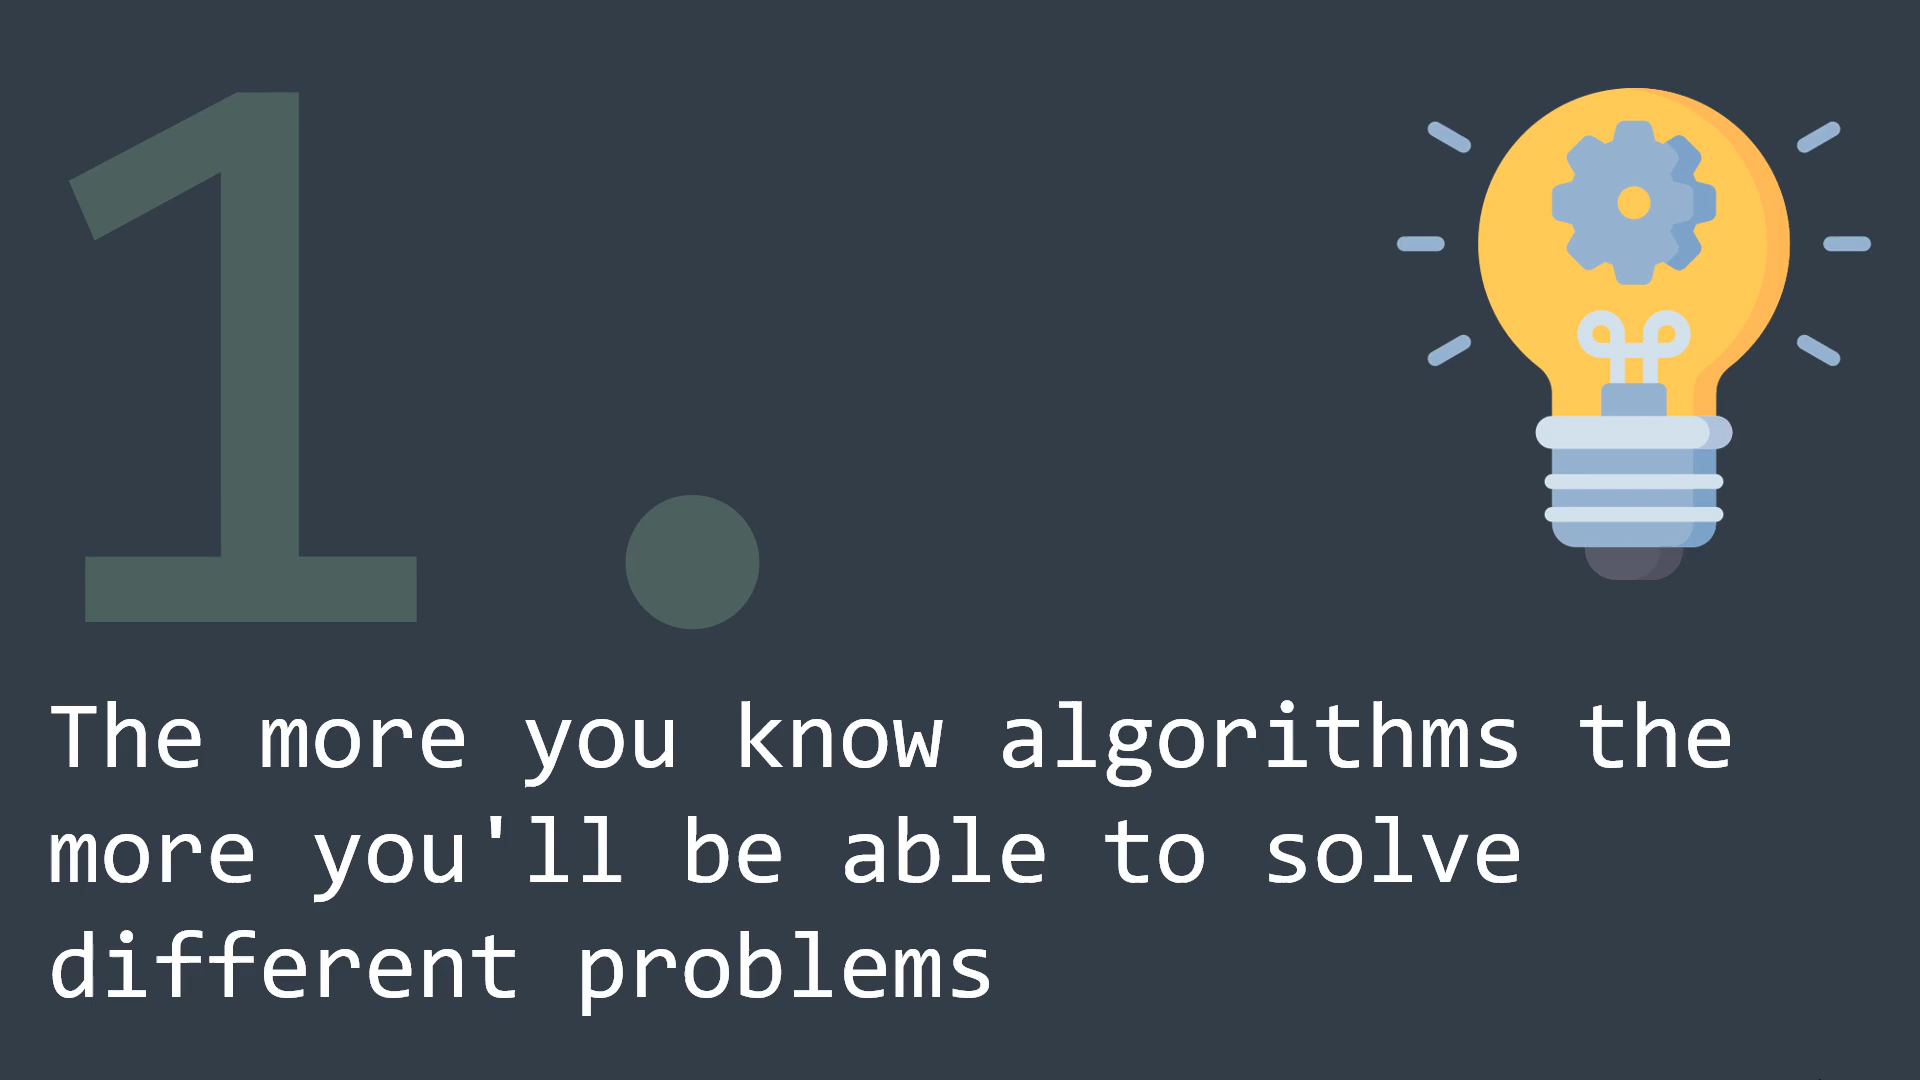 1.
The more you know algorithms the
more you'll be able to solve
different problems